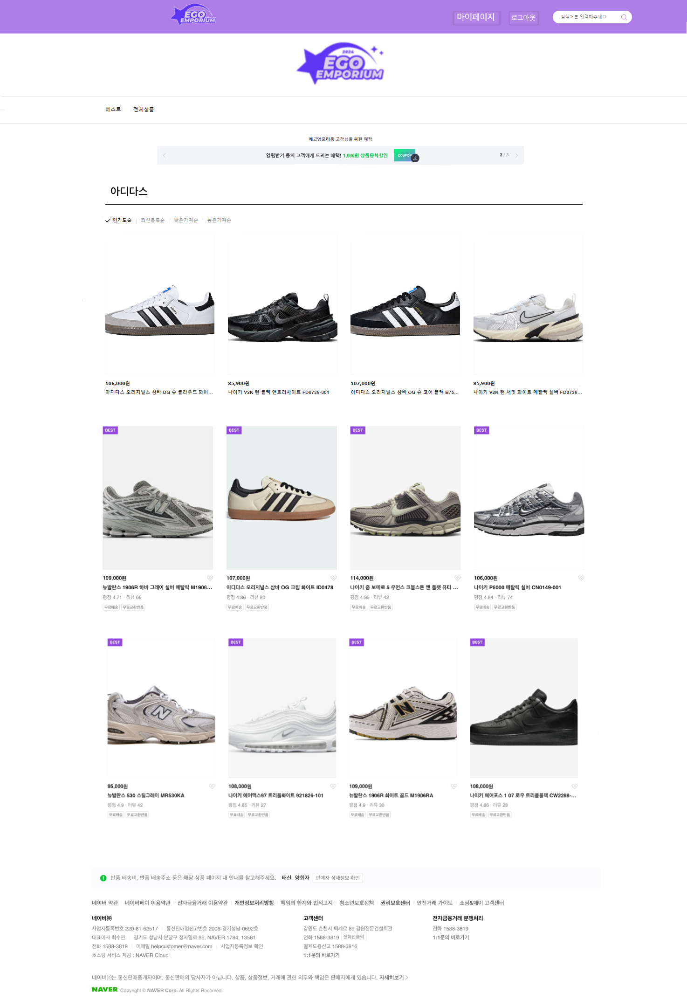 EGO
EMPORIUM
마이페이지
로그아웃
검색어를 입력해주세요
2024
EGO
EMPORIUM
베스트 전체상품
에고엠포리움 고객님을 위한 혜택
알림받기 동의 고객에게 드리는 혜택! 1,000원 상품중복할인 COUPON 2 / 3
아디다스
인기도순 최신등록순 낮은가격순 높은가격순
106,000원 85,900원 107,000원 85,900원
아디다스 오리지널스 삼바 OG 슈 클라우드 화이... 나이키 V2K 런 블랙 앤트러사이트 FD0736-001 아디다스 오리지널스 삼바 OG 슈 코어 블랙 B75... 나이키 V2K 런 서밋 화이트 메탈릭 실버 FD0736...
BEST BEST BEST BEST
109,000원 107,000원 114,000원 106,000원
뉴발란스 1906R 하버 그레이 실버 메탈릭 M1906... 아디다스 오리지널스 삼바 OG 크림 화이트 ID0478 나이키 줌 보메로 5 우먼스 코블스톤 앤 플랫 퓨터 ... 나이키 P6000 메탈릭 실버 CN0149-001
평점 4.71 · 리뷰 66 평점 4.86 · 리뷰 90 평점 4.95 · 리뷰 42 평점 4.84 · 리뷰 74
무료배송 무료교환반품 무료배송 무료교환반품 무료배송 무료교환반품 무료배송 무료교환반품
BEST BEST BEST BEST
95,000원 108,000원 109,000원 108,000원
뉴발란스 530 스틸그레이 MR530KA 나이키 에어맥스97 트리플화이트 921826-101 뉴발란스 1906R 화이트 골드 M1906RA 나이키 에어포스 1 07 로우 트리플블랙 CW2288-...
평점 4.9 · 리뷰 42 평점 4.85 · 리뷰 27 평점 4.9 · 리뷰 30 평점 4.86 · 리뷰 28
무료배송 무료교환반품 무료배송 무료교환반품 무료배송 무료교환반품 무료배송 무료교환반품
반품 배송비, 반품 배송주소 등은 해당 상품 페이지 내 안내를 참고해주세요. 태산 양희자 판매자 상세정보 확인
네이버 약관 네이버페이 이용약관 전자금융거래 이용약관 개인정보처리방침 책임의 한계와 법적고지 청소년보호정책 권리보호센터 안전거래 가이드 쇼핑&페이 고객센터
네이버㈜ 고객센터 전자금융거래 분쟁처리
사업자등록번호 220-81-62517 통신판매업신고번호 2006-경기성남-0692호 강원도 춘천시 퇴계로 89 강원전문건설회관 전화 1588-3819
대표이사 최수연 경기도 성남시 분당구 정자일로 95, NAVER 1784, 13561 전화 1588-3819 전화전클릭 1:1문의 바로가기
전화 1588-3819 이메일 helpcustomer@naver.com 사업자등록정보 확인 결제도용신고 1588-3816
호스팅 서비스 제공 : NAVER Cloud 1:1문의 바로가기
네이버㈜는 통신판매중개자이며, 통신판매의 당사자가 아닙니다. 상품, 상품정보, 거래에 관한 의무와 책임은 판매자에게 있습니다. 자세히보기
NAVER Copyright © NAVER Corp. All Rights Reserved.